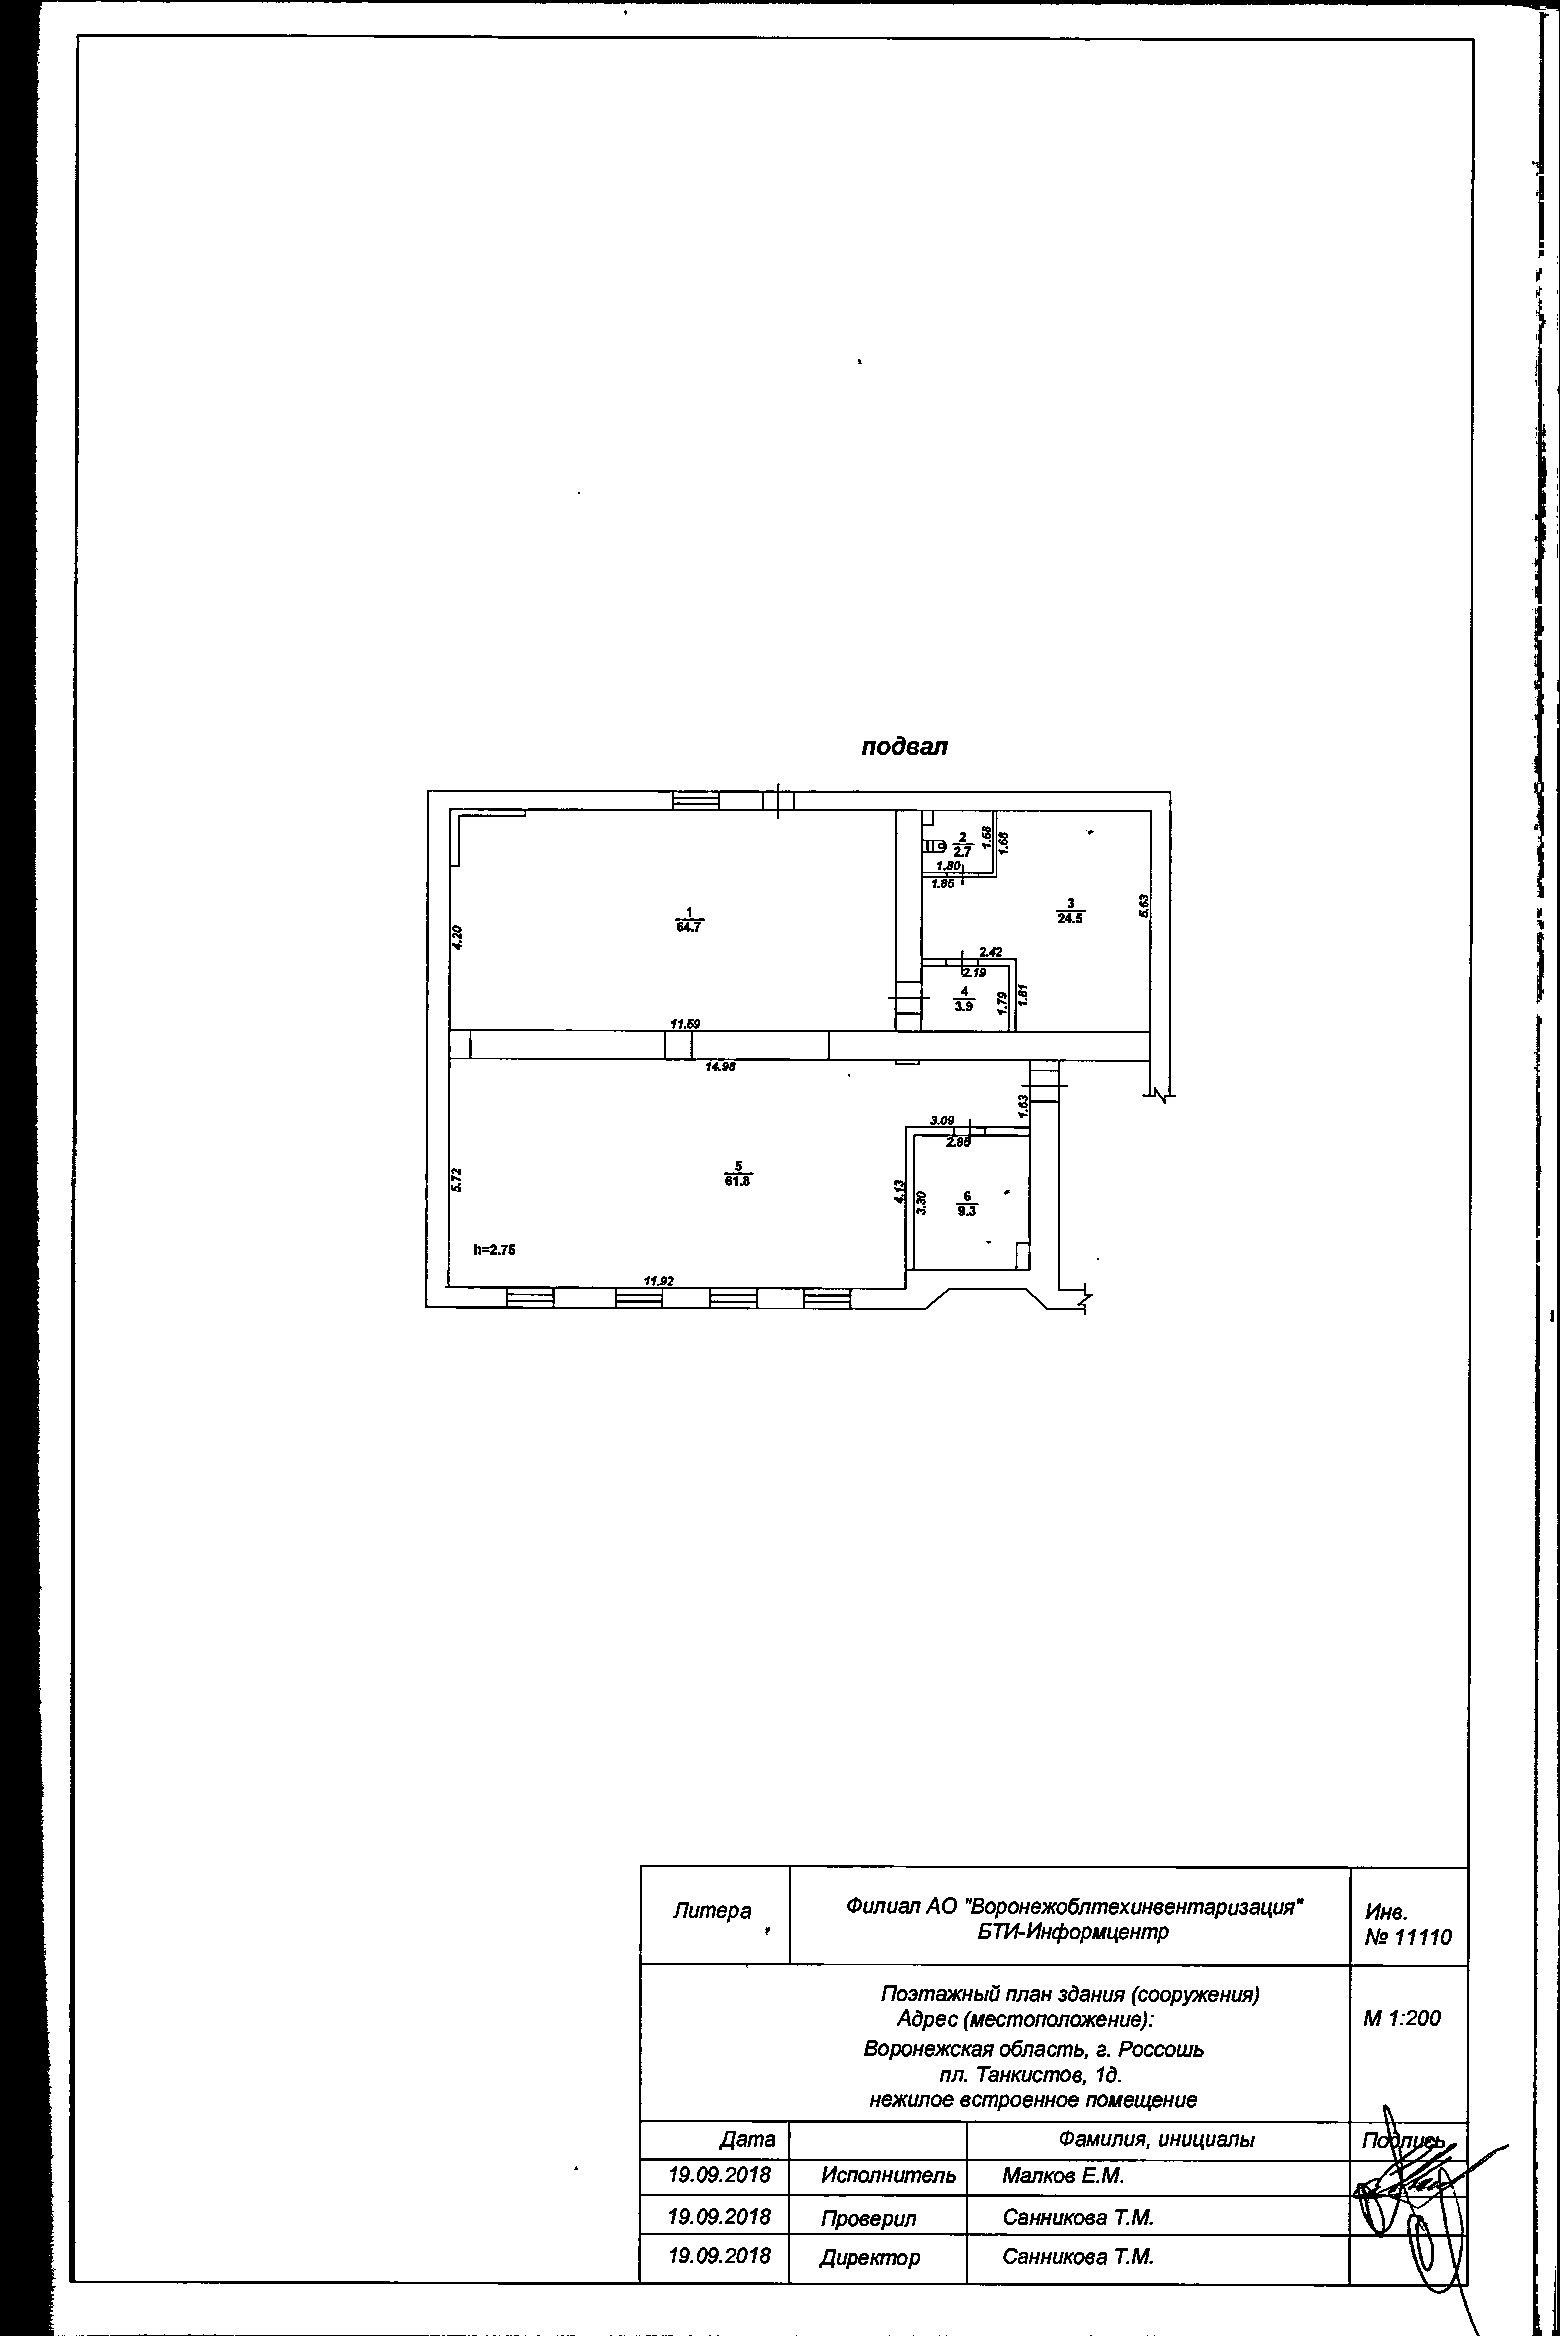 подвал
2
2.7
1.68
1.68
1.80
1.85
1
64.7
3
24.5
5.63
4.20
2.42
2.19
4
3.9
1.79
1.81
11.59
14.98
1.63
3.09
2.85
5
61.8
5.72
4.13
3.30
6
9.3
h=2.75
11.92
Литера
Филиал АО "Воронежоблтехинвентаризация"
БТИ-Информцентр
Инв.
№ 11110
Поэтажный план здания (сооружения)
Адрес (местоположение):
Воронежская область, г. Россошь
пл. Танкистов, 1д.
нежилое встроенное помещение
М 1:200
Дата
Фамилия, инициалы
Подпись
19.09.2018
Исполнитель
Малков Е.М.
19.09.2018
Проверил
Санникова Т.М.
19.09.2018
Директор
Санникова Т.М.